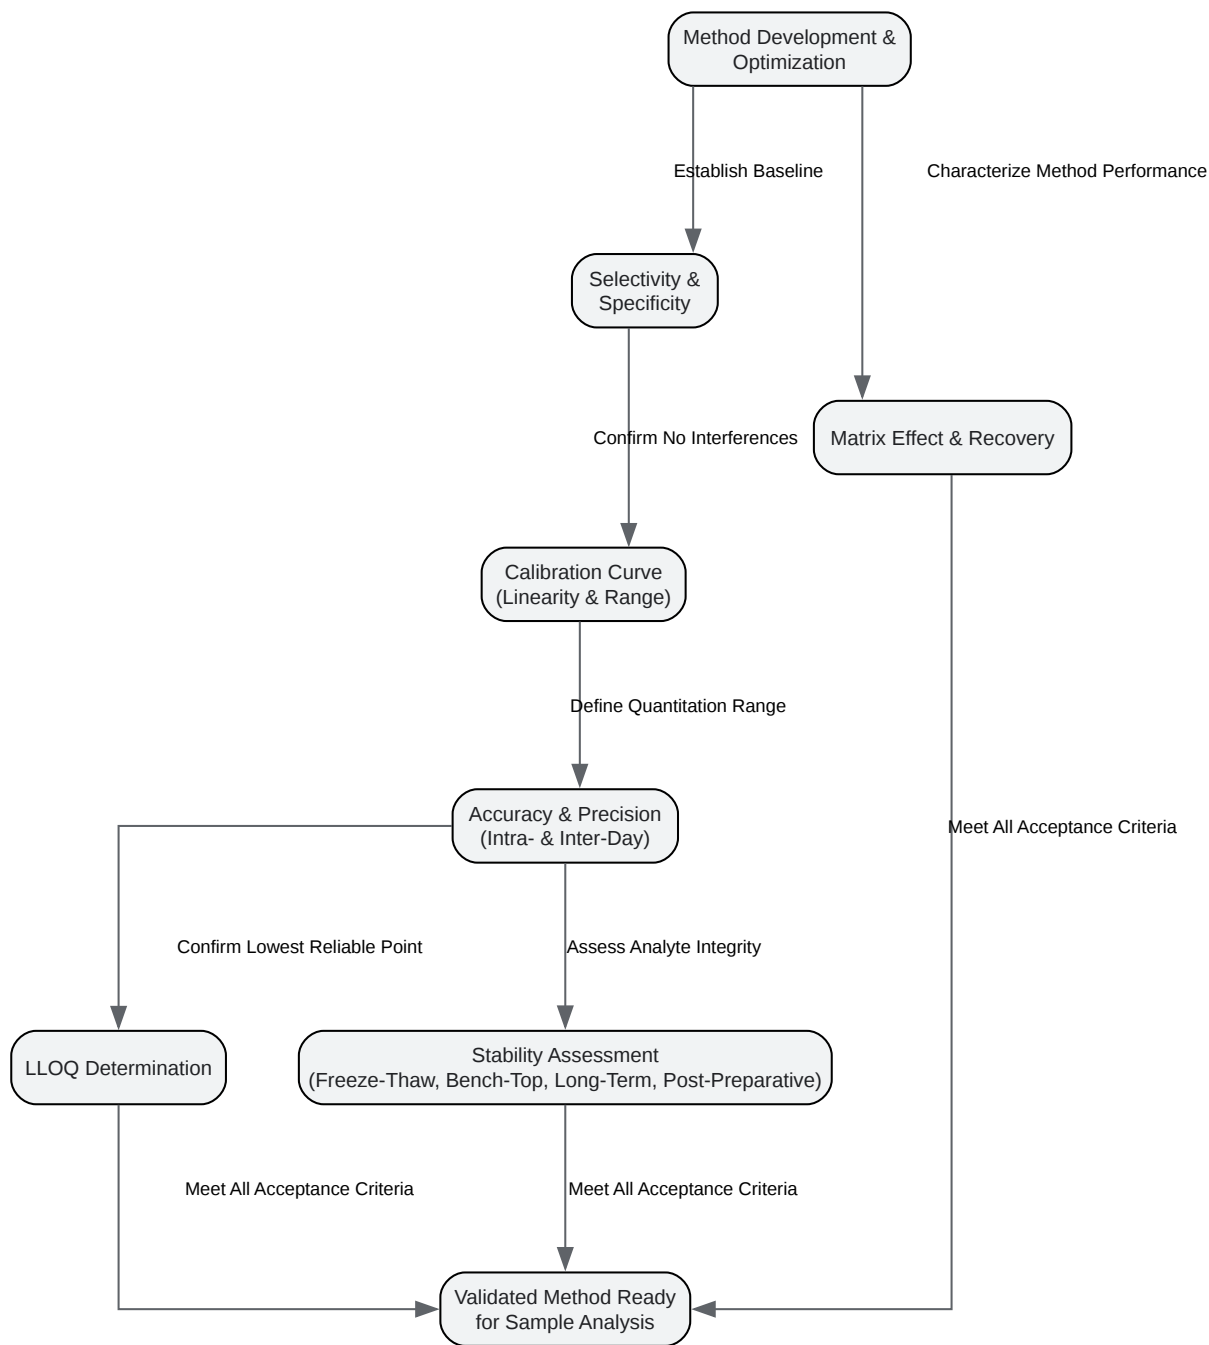 Method Development &
Optimization
Establish Baseline
Characterize Method Performance
Selectivity &
Specificity
Confirm No Interferences
Matrix Effect & Recovery
Calibration Curve
(Linearity & Range)
Define Quantitation Range
Accuracy & Precision
(Intra- & Inter-Day)
Meet All Acceptance Criteria
Confirm Lowest Reliable Point
Assess Analyte Integrity
LLOQ Determination
Stability Assessment
(Freeze-Thaw, Bench-Top, Long-Term, Post-Preparative)
Meet All Acceptance Criteria
Meet All Acceptance Criteria
Validated Method Ready
for Sample Analysis